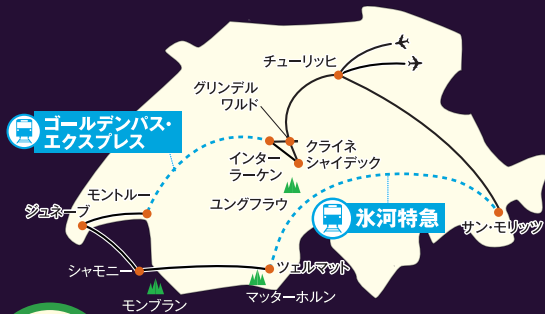 チューリッヒ
グリンデル
ワルド
ゴールデンパス・
エクスプレス
クライネ
シャイデック
インター
ラーケン
モントルー
ユングフラウ
ジュネーブ
氷河特急
サン・モリッツ
シャモニー
ツェルマット
モンブラン
マッターホルン